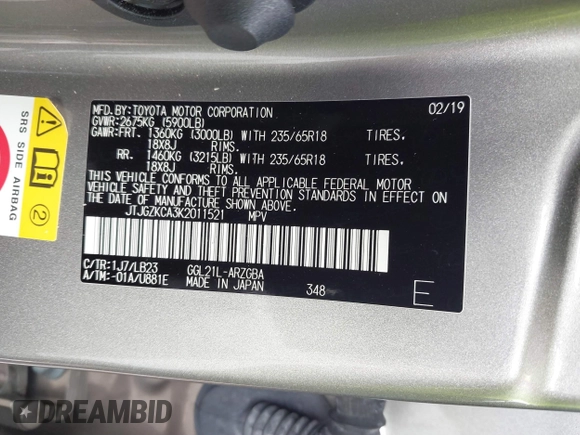 MFD.BY:TOYOTA MOTOR CORPORATION 02/19
GVWR:2675KG (5900LB)
GAWR:FRT. 1360KG (3000LB) WITH 235/65R18 TIRES.
18X8J RIMS.
RR. 1460KG (3215LB) WITH 235/65R18 TIRES.
18X8J RIMS.
THIS VEHICLE CONFORMS TO ALL APPLICABLE FEDERAL MOTOR
VEHICLE SAFETY AND THEFT PREVENTION STANDARDS IN EFFECT ON
THE DATE OF MANUFACTURE SHOWN ABOVE.
JTJGZKCA3K2011521 MPV
C/TR:1J7/LB23 GGL21L-ARZGBA
A/TM:-01A/U881E MADE IN JAPAN 348 E
SRS SIDE AIRBAG
2
DREAMBID